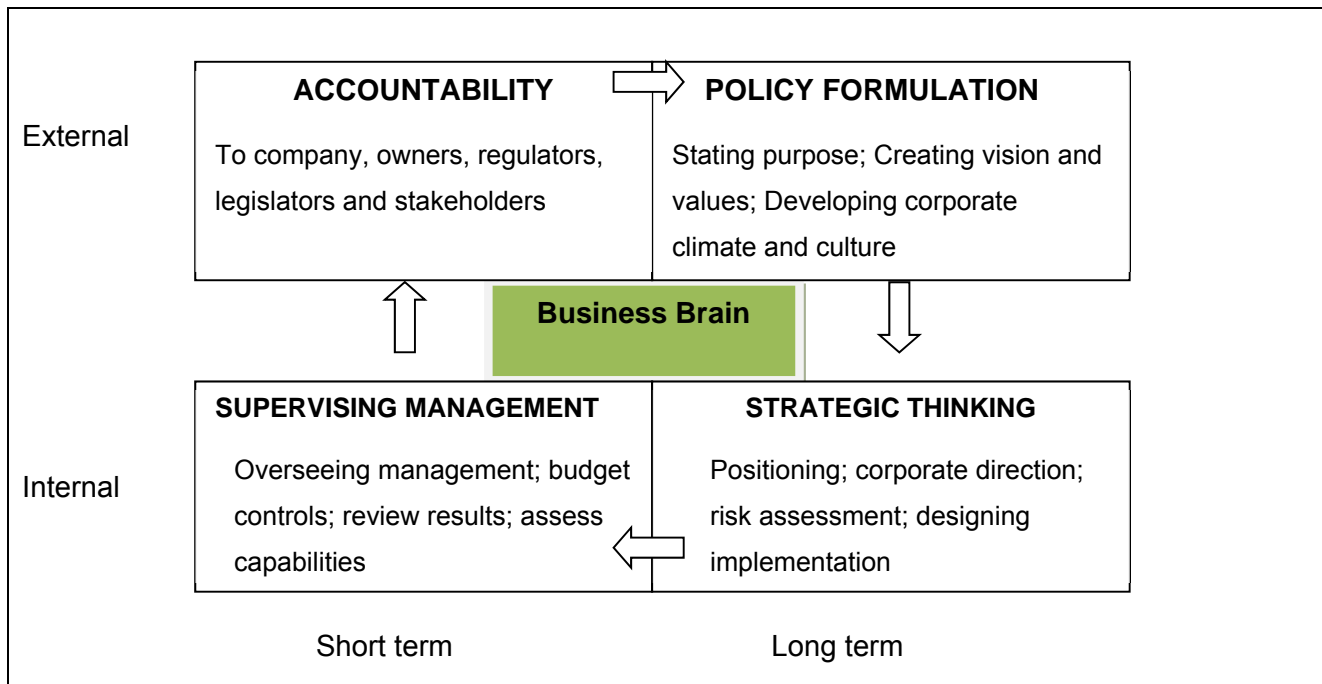 ACCOUNTABILITY
POLICY FORMULATION
External
To company, owners, regulators,
legislators and stakeholders
Stating purpose; Creating vision and
values; Developing corporate
climate and culture
Business Brain
SUPERVISING MANAGEMENT
STRATEGIC THINKING
Internal
Overseeing management; budget
controls; review results; assess
capabilities
Positioning; corporate direction;
risk assessment; designing
implementation
Short term
Long term